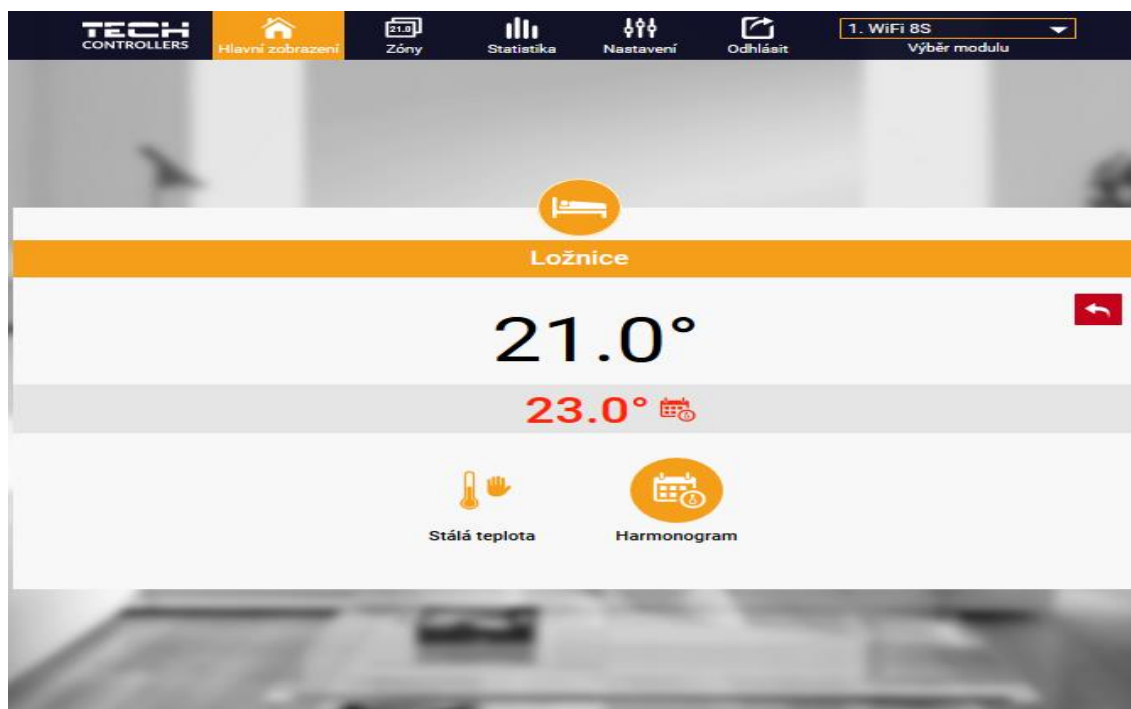 TECH
CONTROLLERS
Hlavní zobrazení
21.0
Zóny
Statistika
Nastavení
Odhlásit
1. WiFi 8S
Výběr modulu
Ložnice
21.0°
23.0°
Stálá teplota
Harmonogram